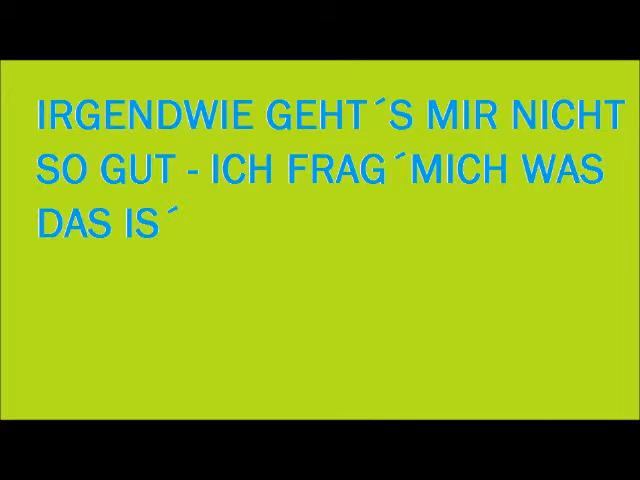 IRGENDWIE GEHT´S MIR NICHT
SO GUT - ICH FRAG´MICH WAS
DAS IS´